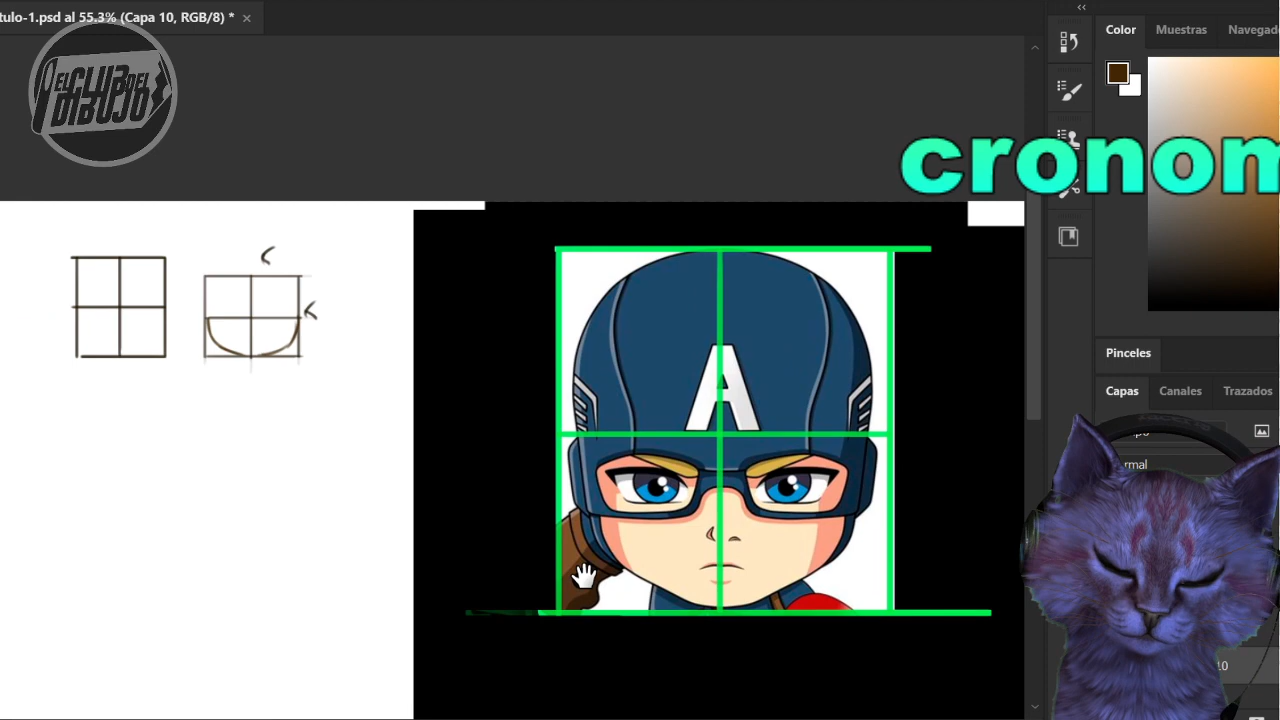 tulo-1.psd al 55.3% (Capa 10, RGB/8) *
EL CLUB DEL DIBUJO
Color
Muestras
Navegad
cronom
A
Pinceles
Capas
Canales
Trazados
rmal